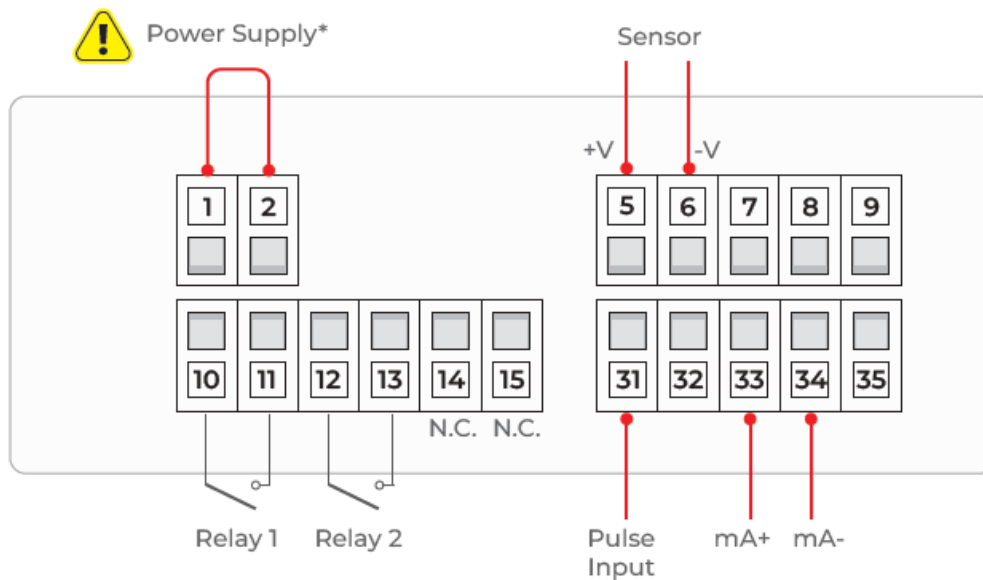 Power Supply*
Sensor
+V -V
1 2
5 6 7 8 9
10 11 12 13 14 15
31 32 33 34 35
N.C. N.C.
Relay 1 Relay 2
Pulse
Input
mA+ mA-